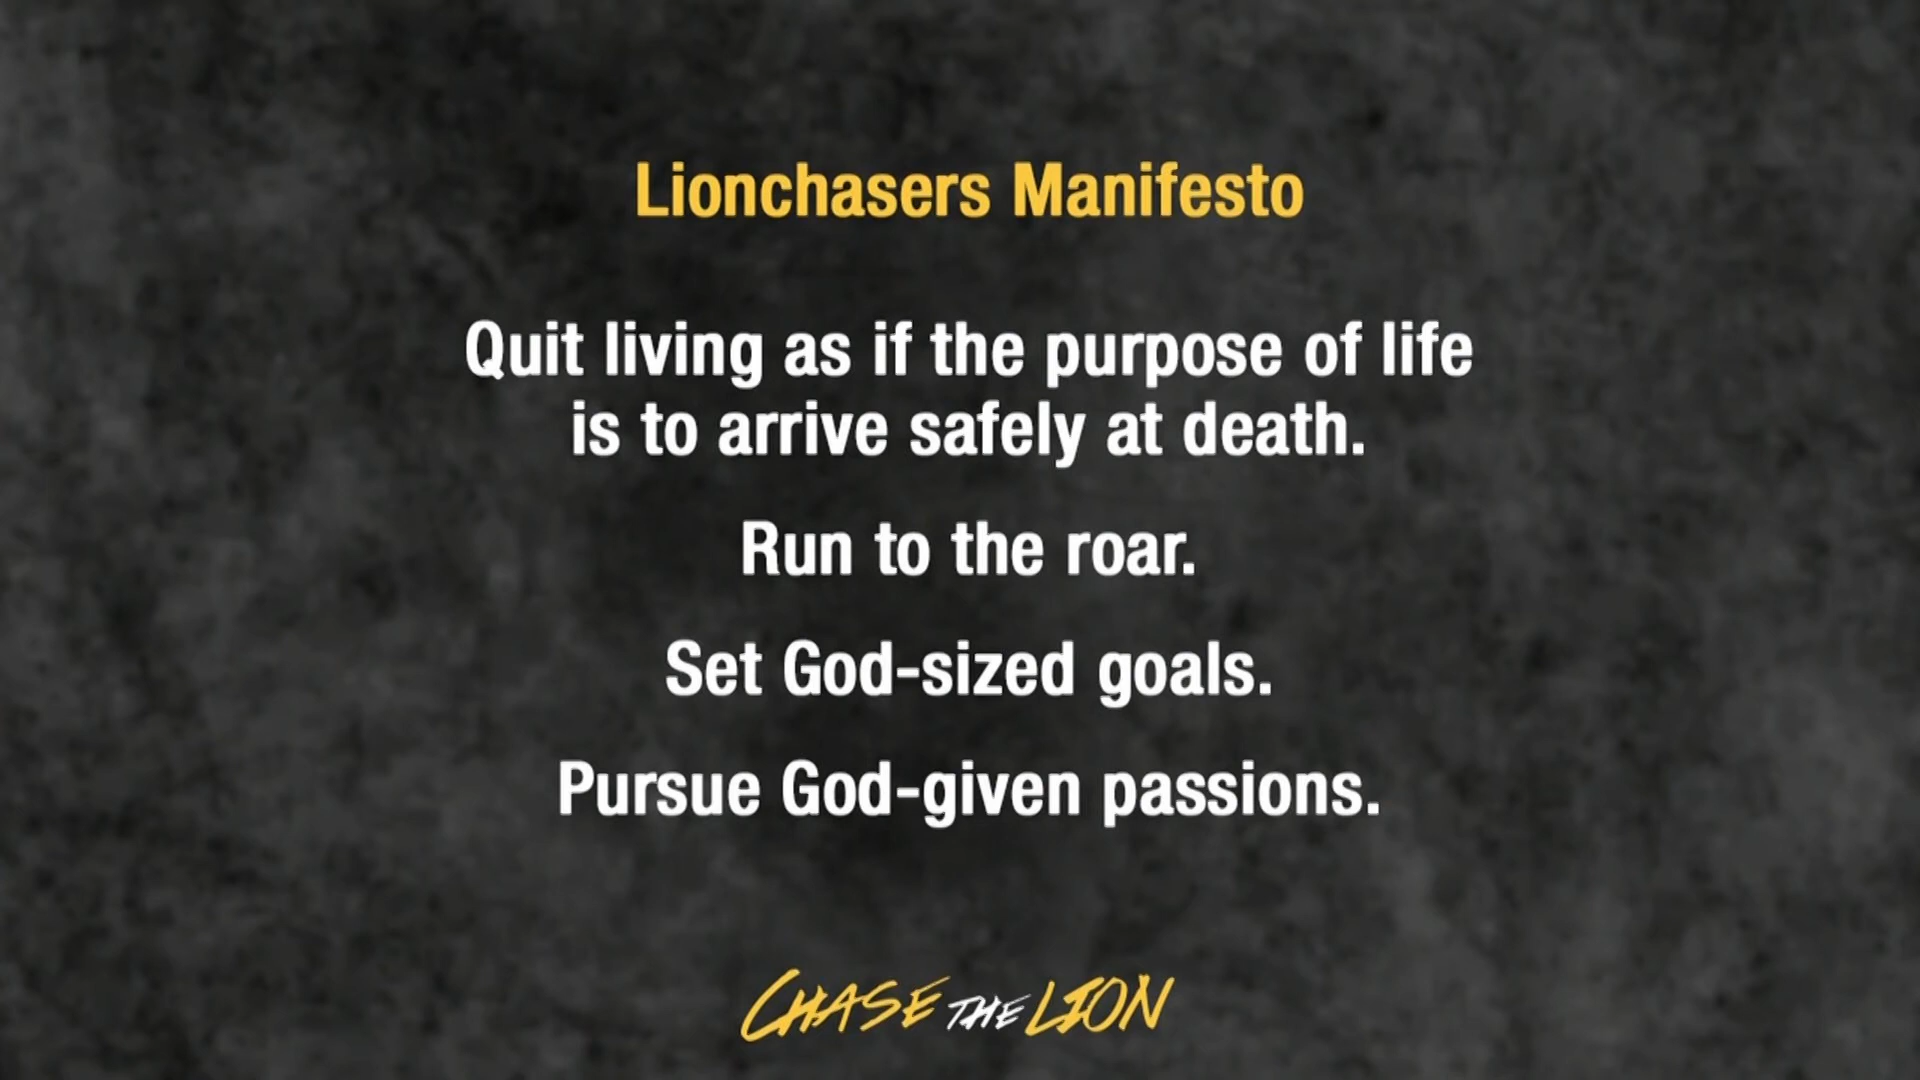 Lionchasers Manifesto
Quit living as if the purpose of life
is to arrive safely at death.
Run to the roar.
Set God-sized goals.
Pursue God-given passions.
CHASE THE LION